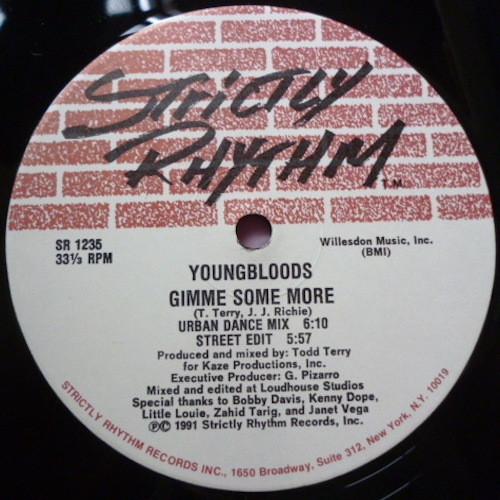 STRICTLY
RHYTHM T.M.
SR 1235
33⅓ RPM
Willesdon Music, Inc.
(BMI)
YOUNGBLOODS
GIMME SOME MORE
(T. Terry, J. J. Richie)
URBAN DANCE MIX 6:10
STREET EDIT 5:57
Produced and mixed by: Todd Terry
for Kaze Productions, Inc.
Executive Producer: G. Pizarro
Mixed and edited at Loudhouse Studios
Special thanks to Bobby Davis, Kenny Dope,
Little Louie, Zahid Tarig, and Janet Vega
℗© 1991 Strictly Rhythm Records, Inc.
STRICTLY RHYTHM RECORDS INC., 1650 Broadway, Suite 312, New York, N.Y. 10019